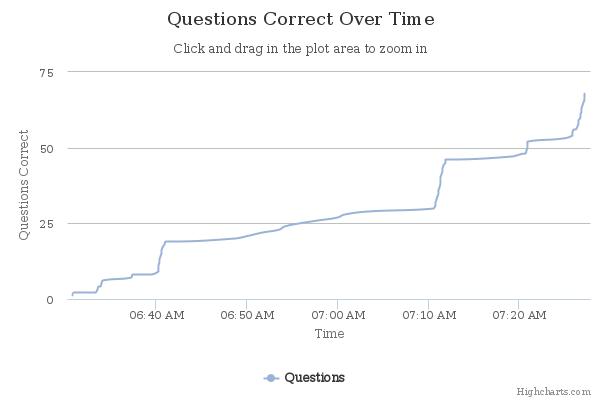 Questions Correct Over Time
Click and drag in the plot area to zoom in
Questions Correct
75
50
25
0
06:40 AM 06:50 AM 07:00 AM 07:10 AM 07:20 AM
Time
Questions
Highcharts.com